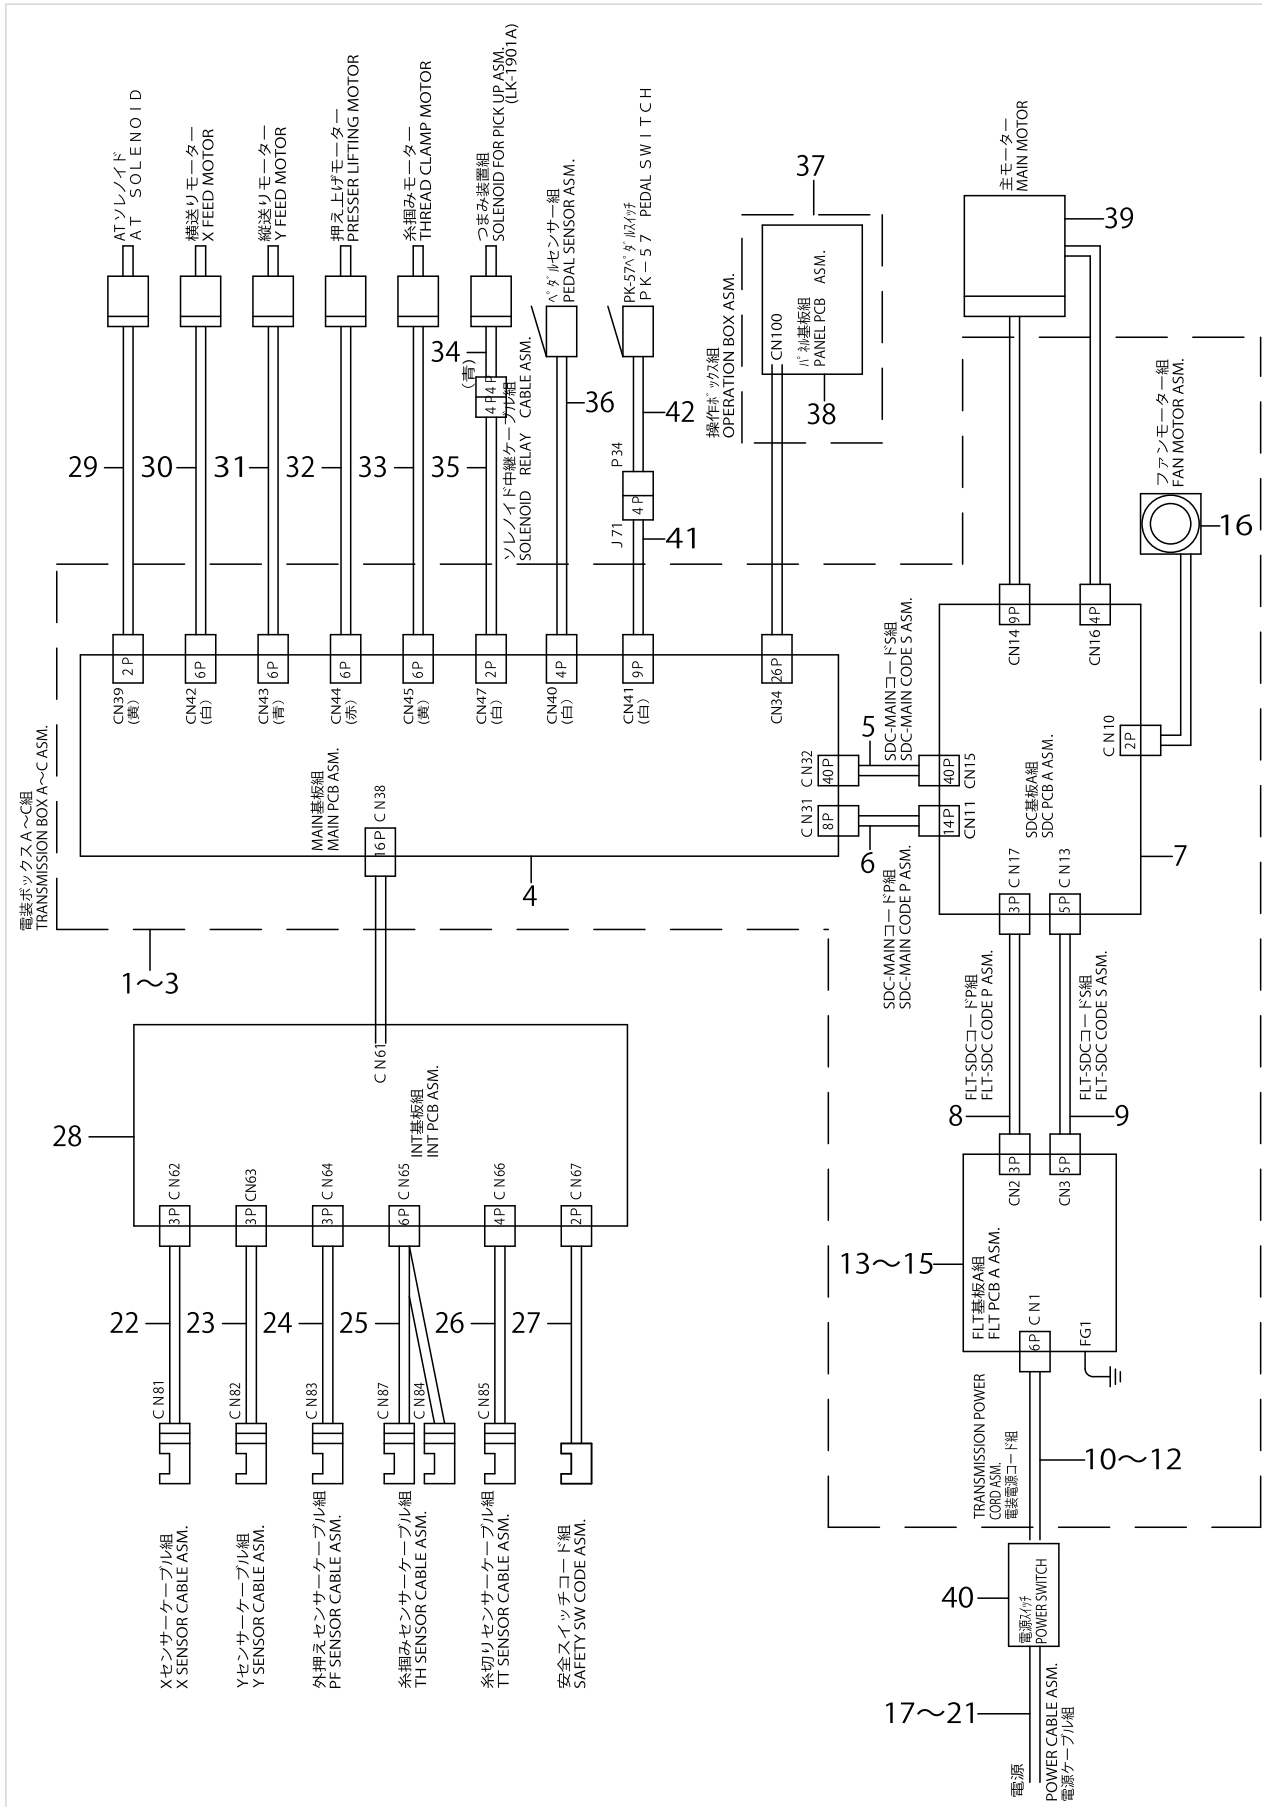 ATソレノイド
AT SOLENOID
横送りモーター
X FEED MOTOR
縦送りモーター
Y FEED MOTOR
押え上げモーター
PRESSER LIFTING MOTOR
糸掴みモーター
THREAD CLAMP MOTOR
つまみ装置組
SOLENOID FOR PICK UP ASM.
(LK-1901A)
ペダルセンサー組
PEDAL SENSOR ASM.
PK-57ペダルスイッチ
PK-57 PEDAL SWITCH
29
30
31
32
33
34
(青)
4P
4P
35
ソレノイド中継ケーブル組
SOLENOID RELAY CABLE ASM.
36
42
P34
4P
J71
41
37
操作ボックス組
OPERATION BOX ASM.
CN100
パネル基板組
PANEL PCB ASM.
38
主モーター
MAIN MOTOR
39
ファンモーター組
FAN MOTOR ASM.
16
電装ボックスA～C組
TRANSMISSION BOX A～C ASM.
1～3
2P
CN39
(黄)
6P
CN42
(白)
6P
CN43
(青)
6P
CN44
(赤)
6P
CN45
(黄)
2P
CN47
(白)
4P
CN40
(白)
9P
CN41
(白)
26P
CN34
MAIN基板組
MAIN PCB ASM.
16P
CN38
4
CN32
40P
CN31
8P
5
SDC-MAINコードS組
SDC-MAIN CODE S ASM.
6
SDC-MAINコードP組
SDC-MAIN CODE P ASM.
40P
CN15
14P
CN11
CN14
9P
CN16
4P
CN10
2P
SDC基板A組
SDC PCB A ASM.
7
3P
CN17
5P
CN13
FLT-SDCコードP組
FLT-SDC CODE P ASM.
8
FLT-SDCコードS組
FLT-SDC CODE S ASM.
9
CN2
3P
CN3
5P
13～15
FLT基板A組
FLT PCB A ASM.
6P
CN1
FG1
TRANSMISSION POWER
CORD ASM.
電装電源コード組
10～12
40
電源スイッチ
POWER SWITCH
17～21
電源
POWER CABLE ASM.
電源ケーブル組
CN61
INT基板組
INT PCB ASM.
28
3P
CN62
3P
CN63
3P
CN64
6P
CN65
4P
CN66
2P
CN67
22
23
24
25
26
27
CN81
CN82
CN83
CN87
CN84
CN85
Xセンサーケーブル組
X SENSOR CABLE ASM.
Yセンサーケーブル組
Y SENSOR CABLE ASM.
外押えセンサーケーブル組
PF SENSOR CABLE ASM.
糸掴みセンサーケーブル組
TH SENSOR CABLE ASM.
糸切りセンサーケーブル組
TT SENSOR CABLE ASM.
安全スイッチコード組
SAFETY SW CODE ASM.